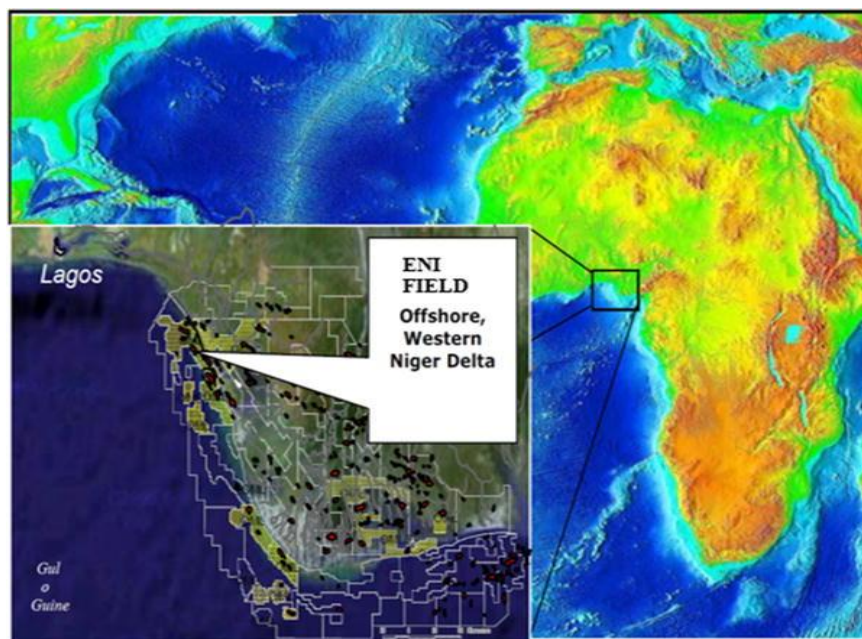 Lagos
ENI
FIELD
Offshore,
Western
Niger Delta
Gul
o
Guine